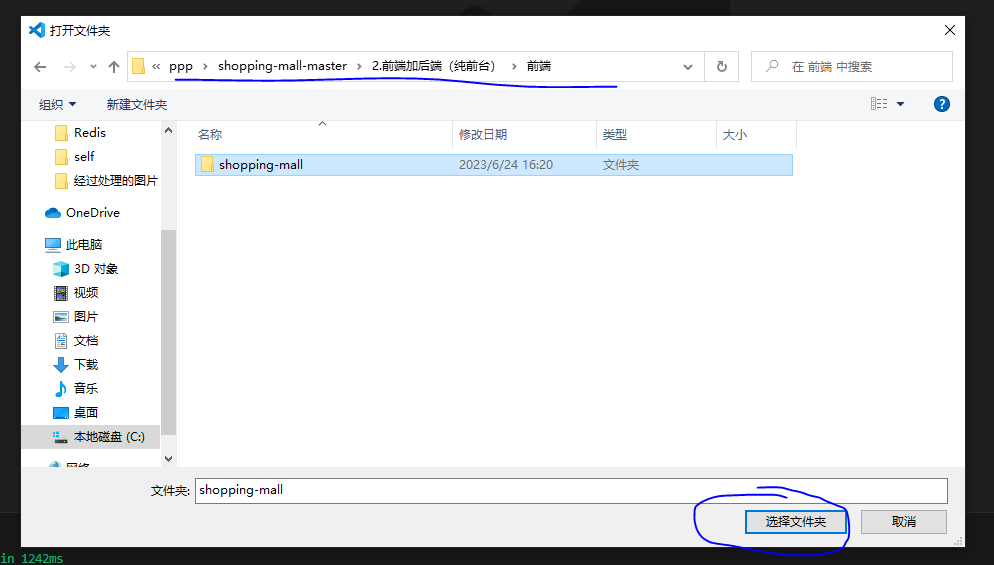 打开文件夹
« ppp › shopping-mall-master › 2.前端加后端（纯前台） › 前端
在 前端 中搜索
组织 新建文件夹
名称 修改日期 类型 大小
shopping-mall 2023/6/24 16:20 文件夹
Redis
self
经过处理的图片
OneDrive
此电脑
3D 对象
视频
图片
文档
下载
音乐
桌面
本地磁盘 (C:)
网络
文件夹: shopping-mall
选择文件夹 取消
in 1242ms